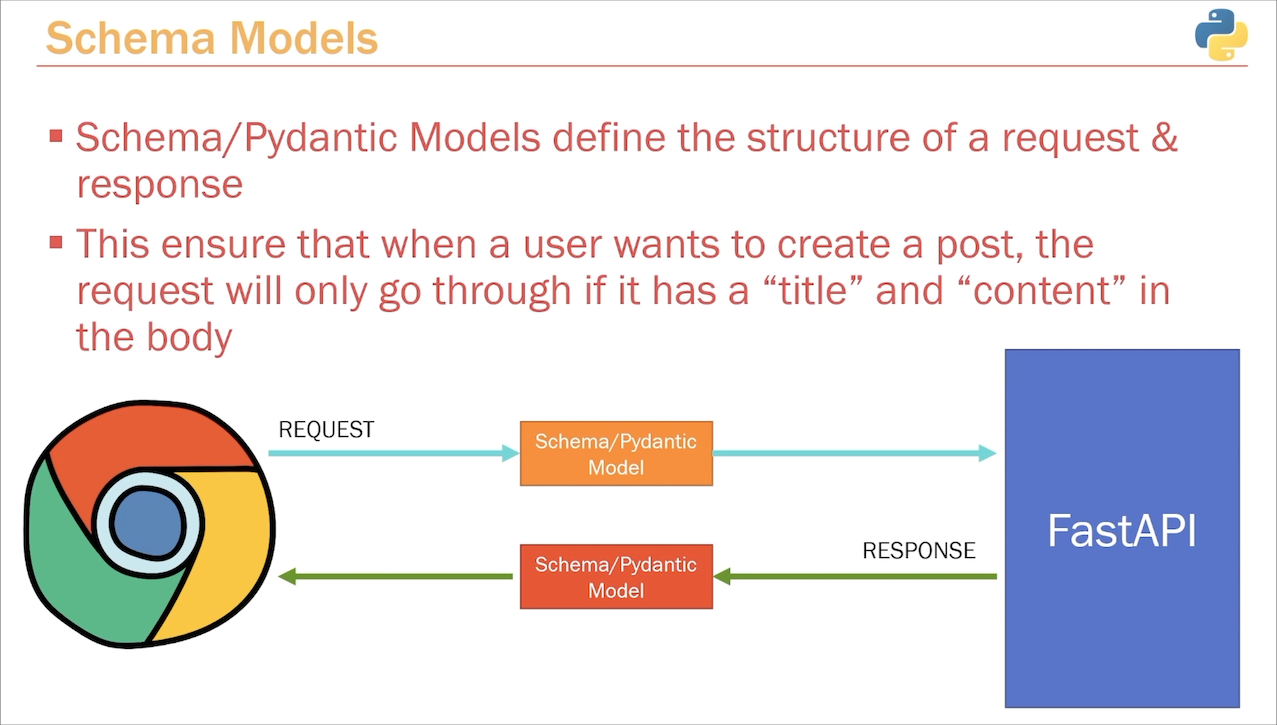 Schema Models
▪ Schema/Pydantic Models define the structure of a request &
response
▪ This ensure that when a user wants to create a post, the
request will only go through if it has a “title” and “content” in
the body
REQUEST
Schema/Pydantic
Model
FastAPI
RESPONSE
Schema/Pydantic
Model